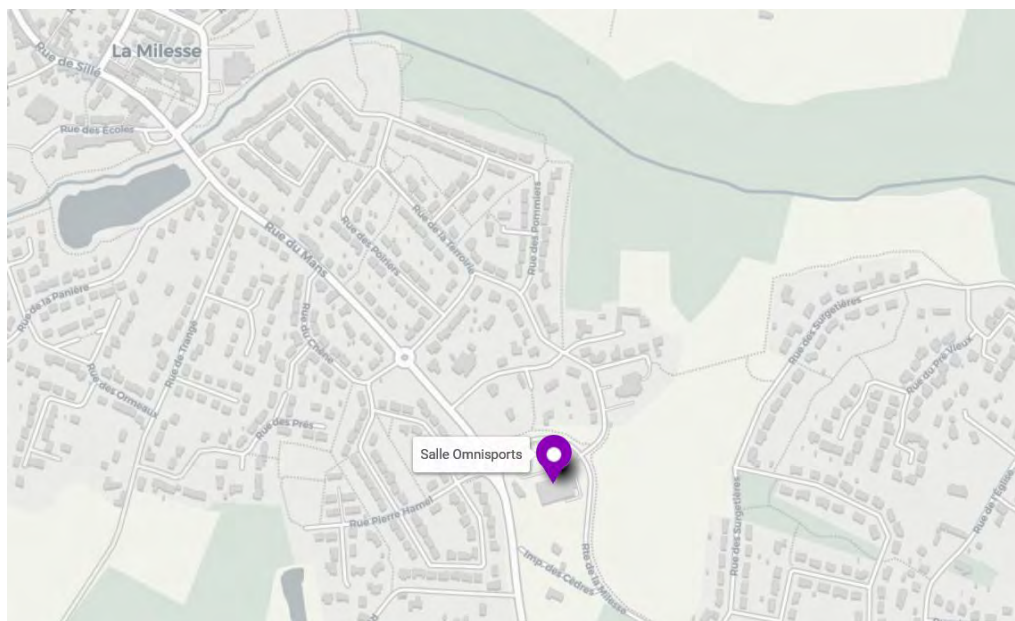 La Milesse
Rue de Sillé
Rue des Écoles
Rue du Mans
Rue des Poiriers
Rue de la Terroirie
Rue des Pommiers
Rue de la Panière
Rue de Trangé
Rue du Chêne
Rue des Ormeaux
Rue des Prés
Rue des Surgetières
Rue du Pré Vieux
Salle Omnisports
Rue Pierre Hamel
Imp. des Cèdres
Rte de la Milesse
Rue des Surgetières
Rue de l'Église